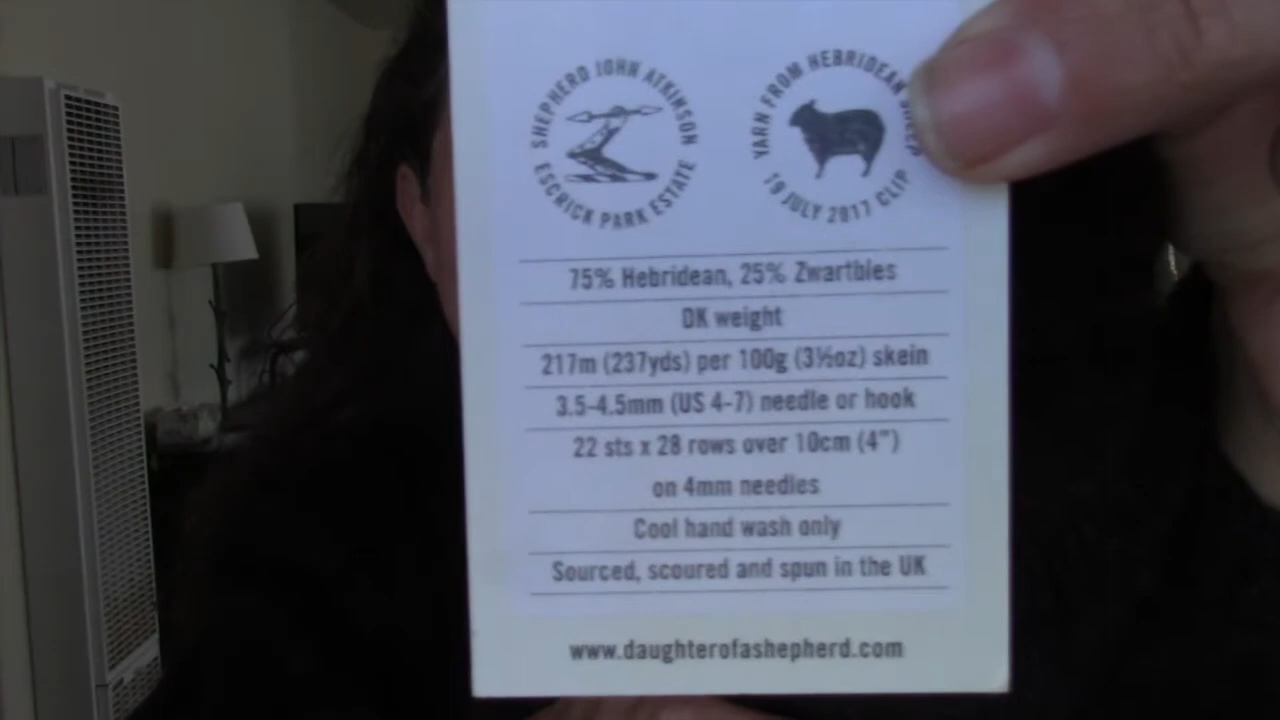 SHEPHERD JOHN ATKINSON
ESCRICK PARK ESTATE
YARN FROM HEBRIDEAN
19 JULY 2017 CLIP
75% Hebridean, 25% Zwartbles
DK weight
217m (237yds) per 100g (3½oz) skein
3.5-4.5mm (US 4-7) needle or hook
22 sts x 28 rows over 10cm (4")
on 4mm needles
Cool hand wash only
Sourced, scoured and spun in the UK
www.daughterofashepherd.com